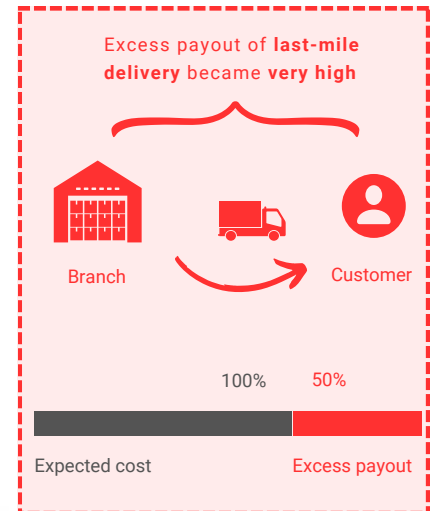 Excess payout of last-mile
delivery became very high
Branch
Customer
100%
50%
Expected cost
Excess payout